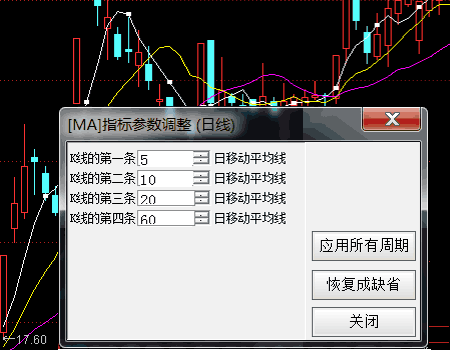 [MA]指标参数调整 (日线)
K线的第一条 5 日移动平均线
K线的第二条 10 日移动平均线
K线的第三条 20 日移动平均线
K线的第四条 60 日移动平均线
应用所有周期
恢复成缺省
关闭
←17.60